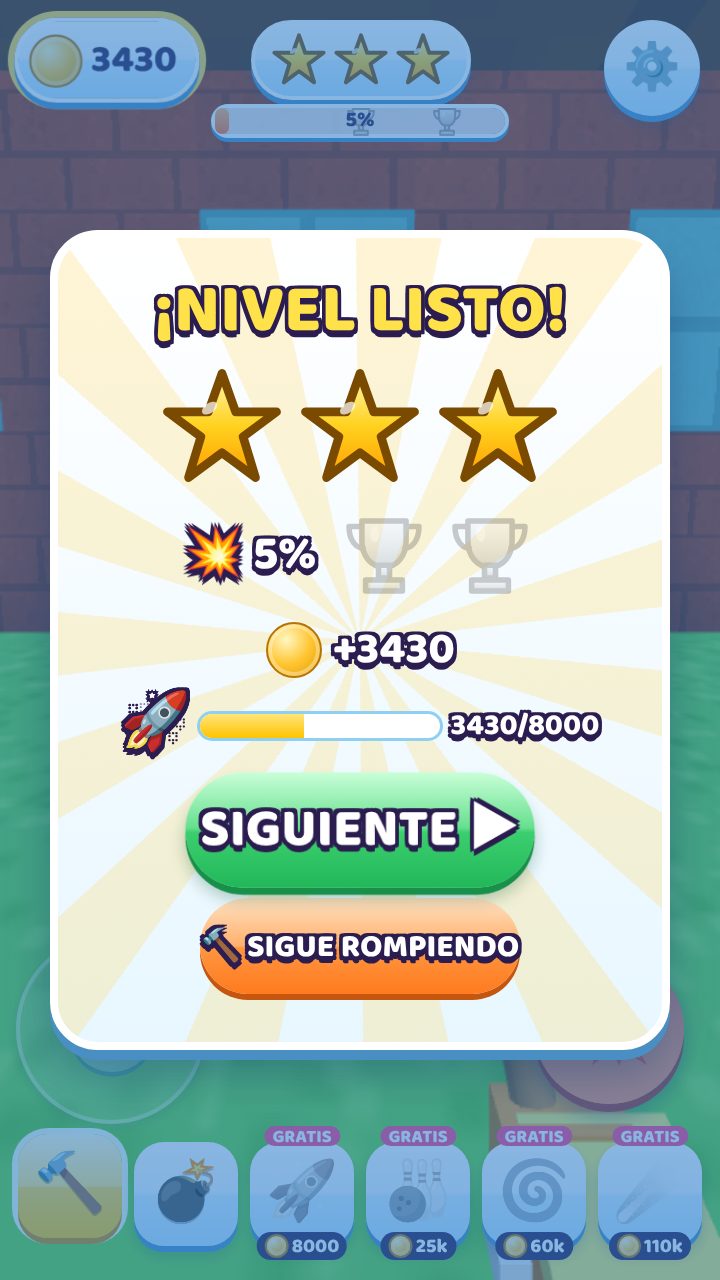 3430
5%
¡NIVEL LISTO!
5%
+3430
3430/8000
SIGUIENTE
SIGUE ROMPIENDO
GRATIS GRATIS GRATIS GRATIS
8000 25k 60k 110k